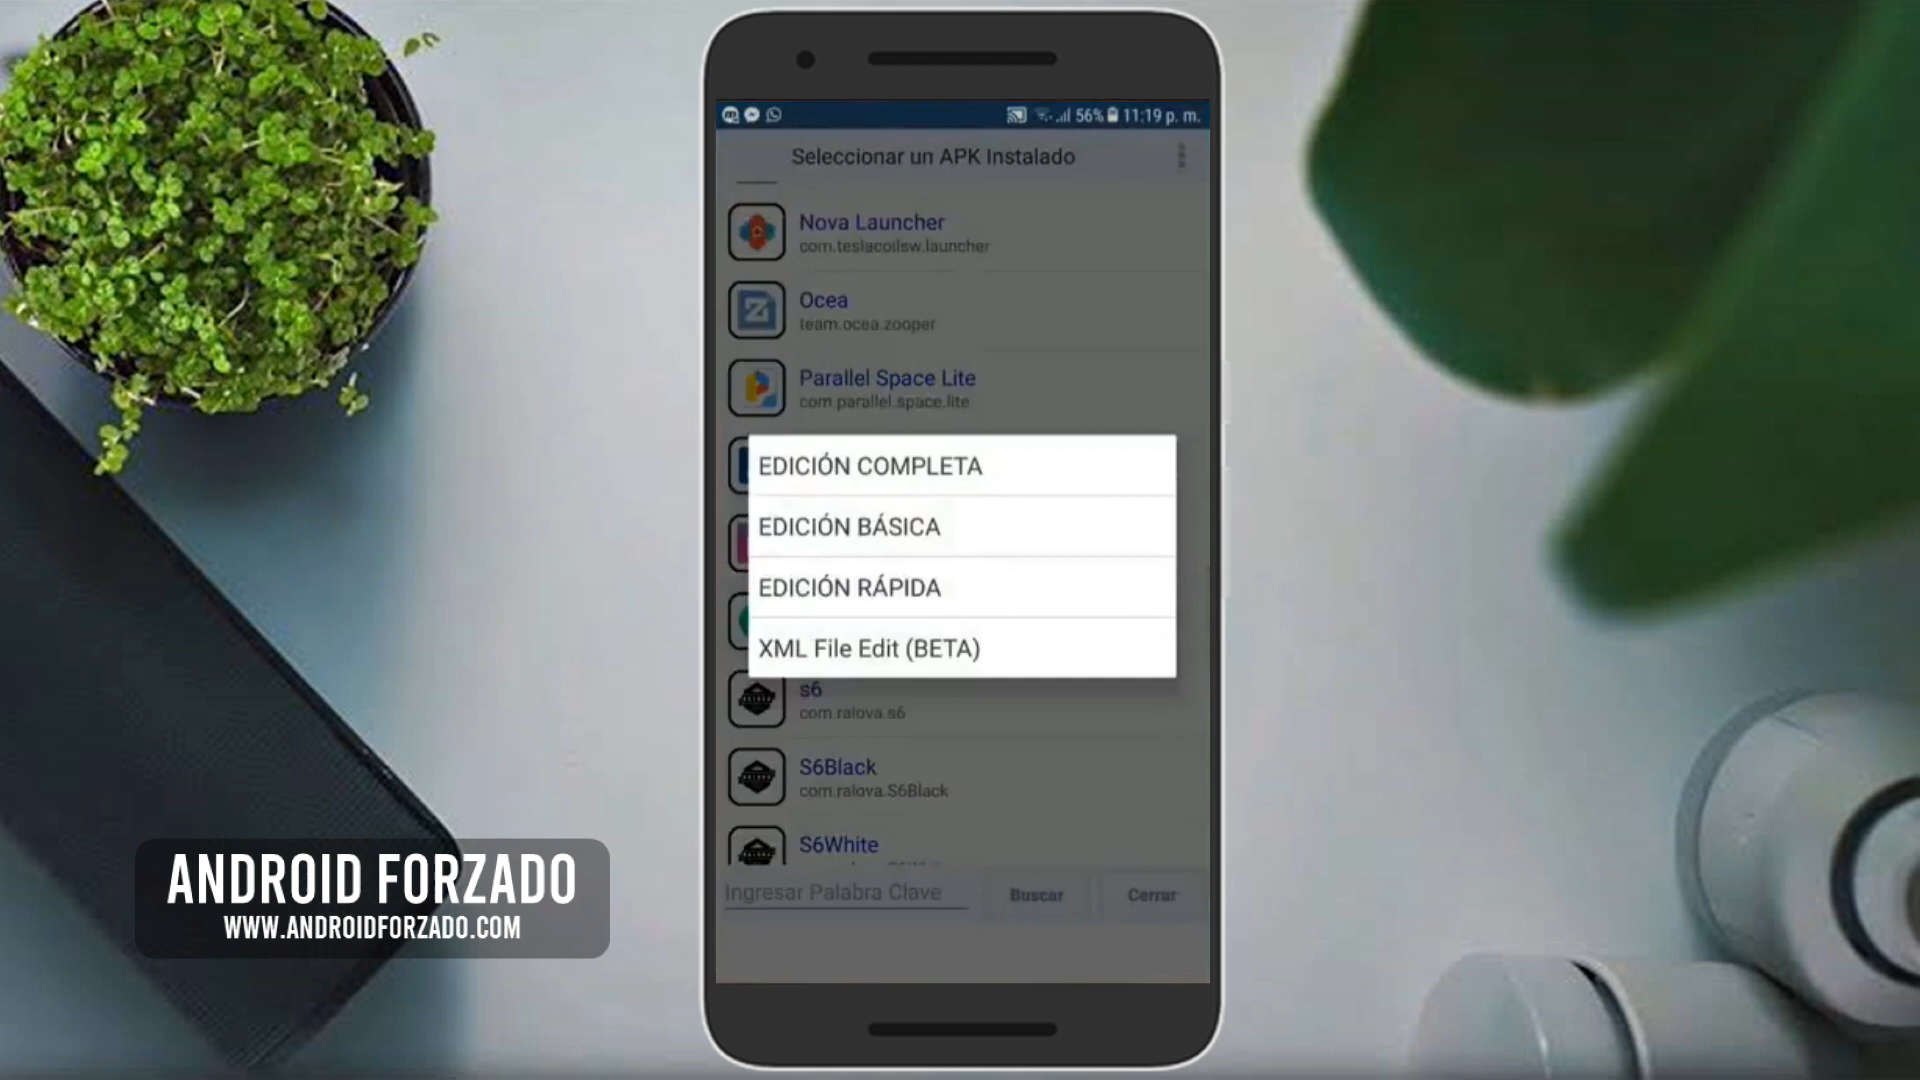 56% 11:19 p. m.
Seleccionar un APK Instalado
Nova Launcher
com.teslacoilsw.launcher
Ocea
team.ocea.zooper
Parallel Space Lite
com.parallel.space.lite
EDICIÓN COMPLETA
EDICIÓN BÁSICA
EDICIÓN RÁPIDA
XML File Edit (BETA)
s6
com.ralova.s6
S6Black
com.ralova.S6Black
S6White
Ingresar Palabra Clave
Buscar
Cerrar
ANDROID FORZADO
WWW.ANDROIDFORZADO.COM